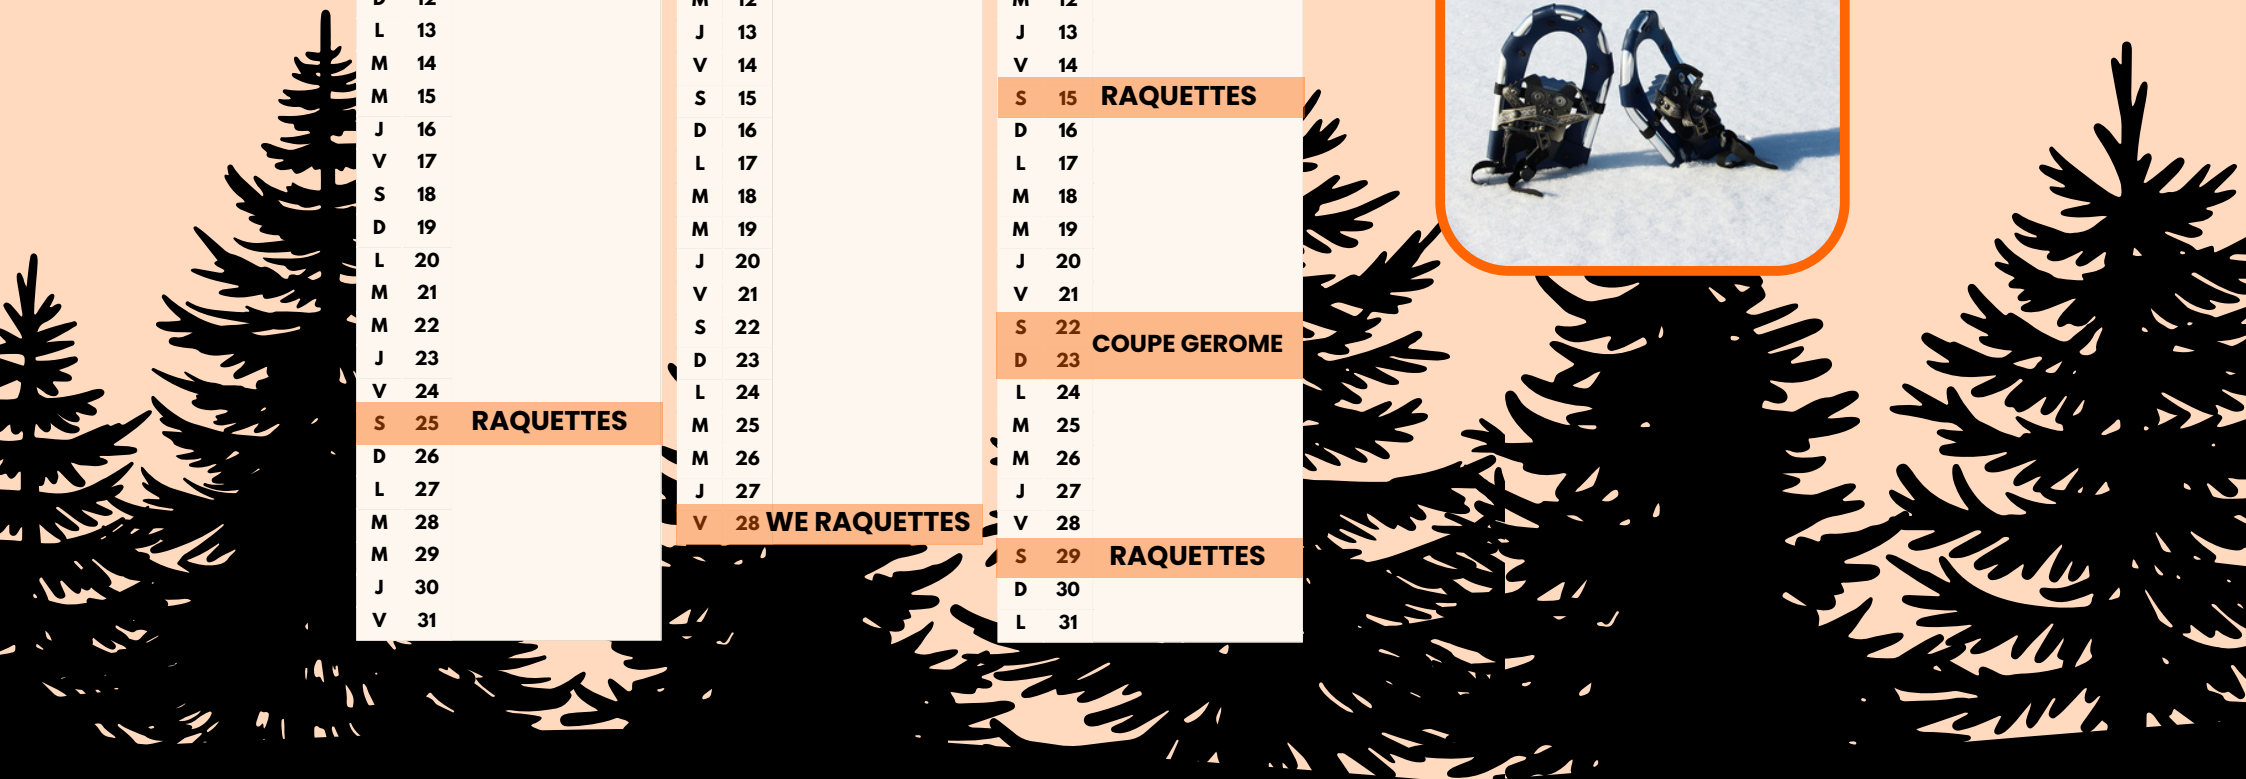 D 12
L 13
M 14
M 15
J 16
V 17
S 18
D 19
L 20
M 21
M 22
J 23
V 24
S 25 RAQUETTES
D 26
L 27
M 28
M 29
J 30
V 31
M 12
J 13
V 14
S 15
D 16
L 17
M 18
M 19
J 20
V 21
S 22
D 23
L 24
M 25
M 26
J 27
V 28 WE RAQUETTES
M 12
J 13
V 14
S 15 RAQUETTES
D 16
L 17
M 18
M 19
J 20
V 21
S 22
COUPE GEROME
D 23
L 24
M 25
M 26
J 27
V 28
S 29 RAQUETTES
D 30
L 31